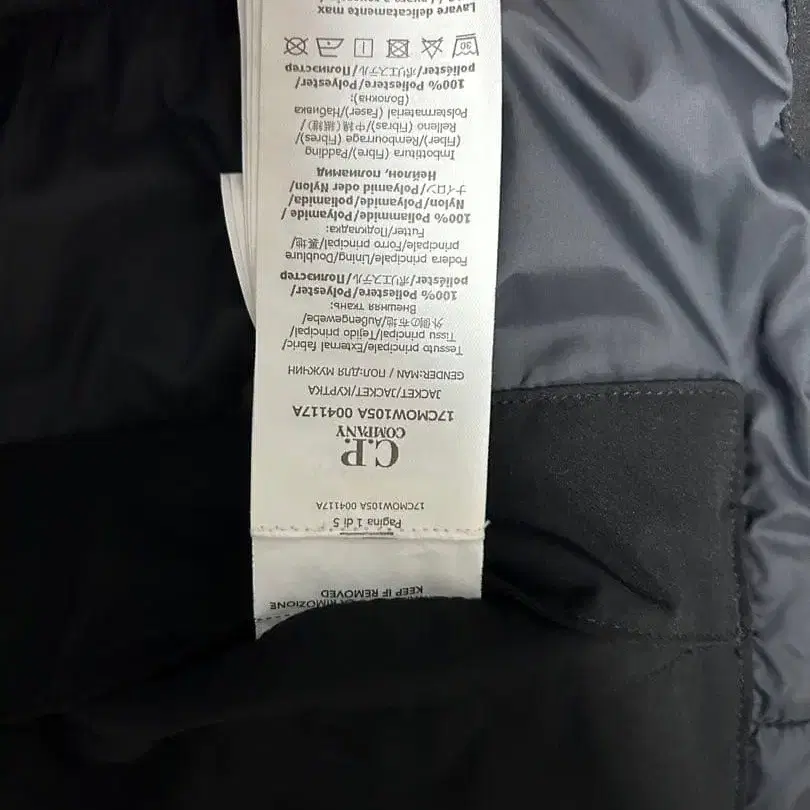 KEEP IF REMOVED
Pagina 1 di 5
17CMOW105A 004117A
C.P.
COMPANY
17CMOW105A 004117A
JACKET/JACKET/КУРТКА
GENDER:MAN / ПОЛ:ДЛЯ МУЖЧИН
Tessuto principale/External fabric/
Tissu principal/Tejido principal/
外側の布地/Außengewebe/
Внешняя ткань:
100% Poliestere/Polyester/
poliéster/ポリエステル/Полиэстер
Fodera principale/Lining/Doublure
principale/Forro principal/裏地/
Futter/Подкладка:
100% Poliammide/Polyamide /
Nylon/Polyamide/poliamida/
ナイロン/Polyamid oder Nylon/
Нейлон, полиамид
Imbottitura (Fibre)/Padding
(Fiber)/Rembourrage (Fibres)/
Relleno (Fibras)/中綿 (繊維) /
Polstermaterial (Faser)/Набивка
(Волокна):
100% Poliestere/Polyester/
poliéster/ポリエステル/Полиэстер
30
Lavare delicatamente max